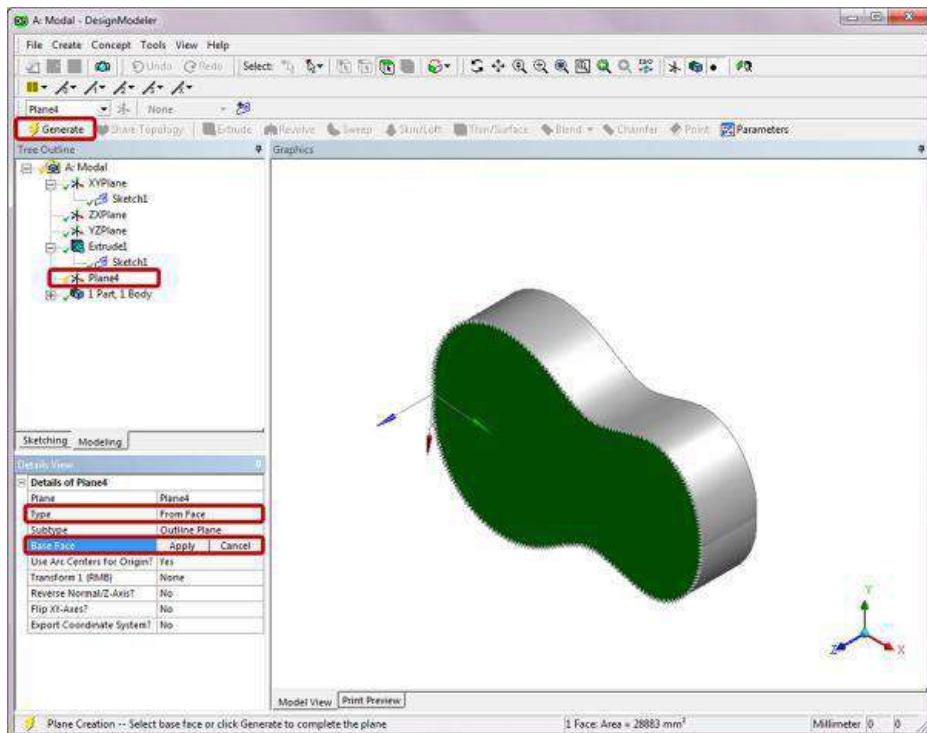 A: Modal - DesignModeler
File Create Concept Tools View Help
Undo Redo Select:
Plane4 None
Generate Share Topology Extrude Revolve Sweep Skin/Loft Thin/Surface Blend Chamfer Point Parameters
Tree Outline Graphics
A: Modal
XYPlane
Sketch1
ZXPlane
YZPlane
Extrude1
Sketch1
Plane4
1 Part, 1 Body
Sketching Modeling
Details View
Details of Plane4
Plane Plane4
Type From Face
Subtype Outline Plane
Base Face Apply Cancel
Use Arc Centers for Origin? Yes
Transform 1 (RMB) None
Reverse Normal/Z-Axis? No
Flip XY-Axes? No
Export Coordinate System? No
Y
Z X
Model View Print Preview
Plane Creation -- Select base face or click Generate to complete the plane 1 Face: Area = 28883 mm² Millimeter 0 0